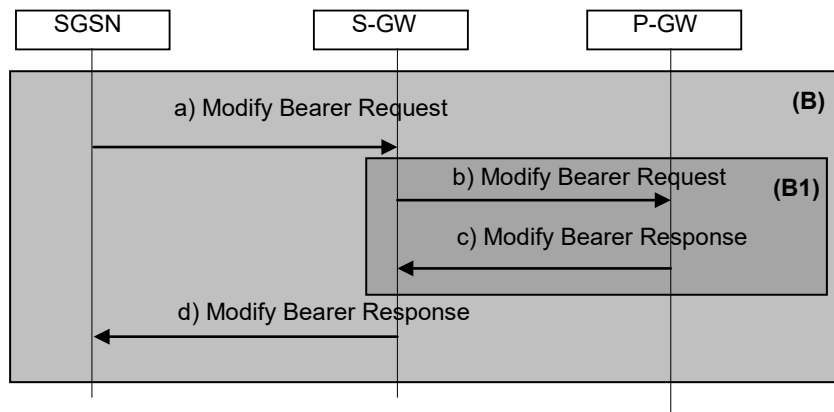 SGSN S-GW P-GW
(B)
a) Modify Bearer Request
b) Modify Bearer Request
(B1)
c) Modify Bearer Response
d) Modify Bearer Response